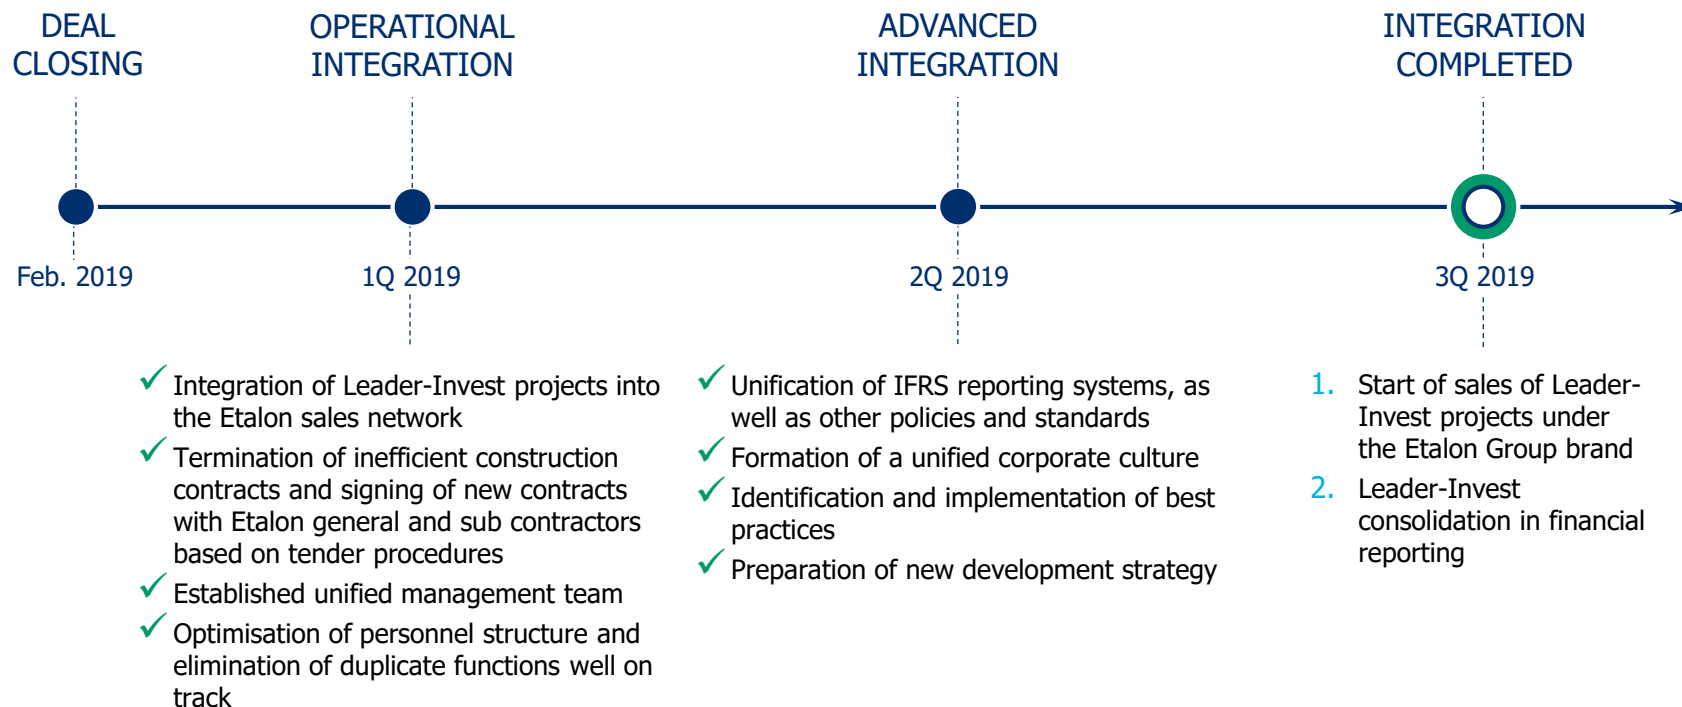 DEAL
CLOSING
OPERATIONAL
INTEGRATION
ADVANCED
INTEGRATION
INTEGRATION
COMPLETED
Feb. 2019
1Q 2019
2Q 2019
3Q 2019
Integration of Leader-Invest projects into
the Etalon sales network
Termination of inefficient construction
contracts and signing of new contracts
with Etalon general and sub contractors
based on tender procedures
Established unified management team
Optimisation of personnel structure and
elimination of duplicate functions well on
track
Unification of IFRS reporting systems, as
well as other policies and standards
Formation of a unified corporate culture
Identification and implementation of best
practices
Preparation of new development strategy
1. Start of sales of Leader-
Invest projects under
the Etalon Group brand
2. Leader-Invest
consolidation in financial
reporting